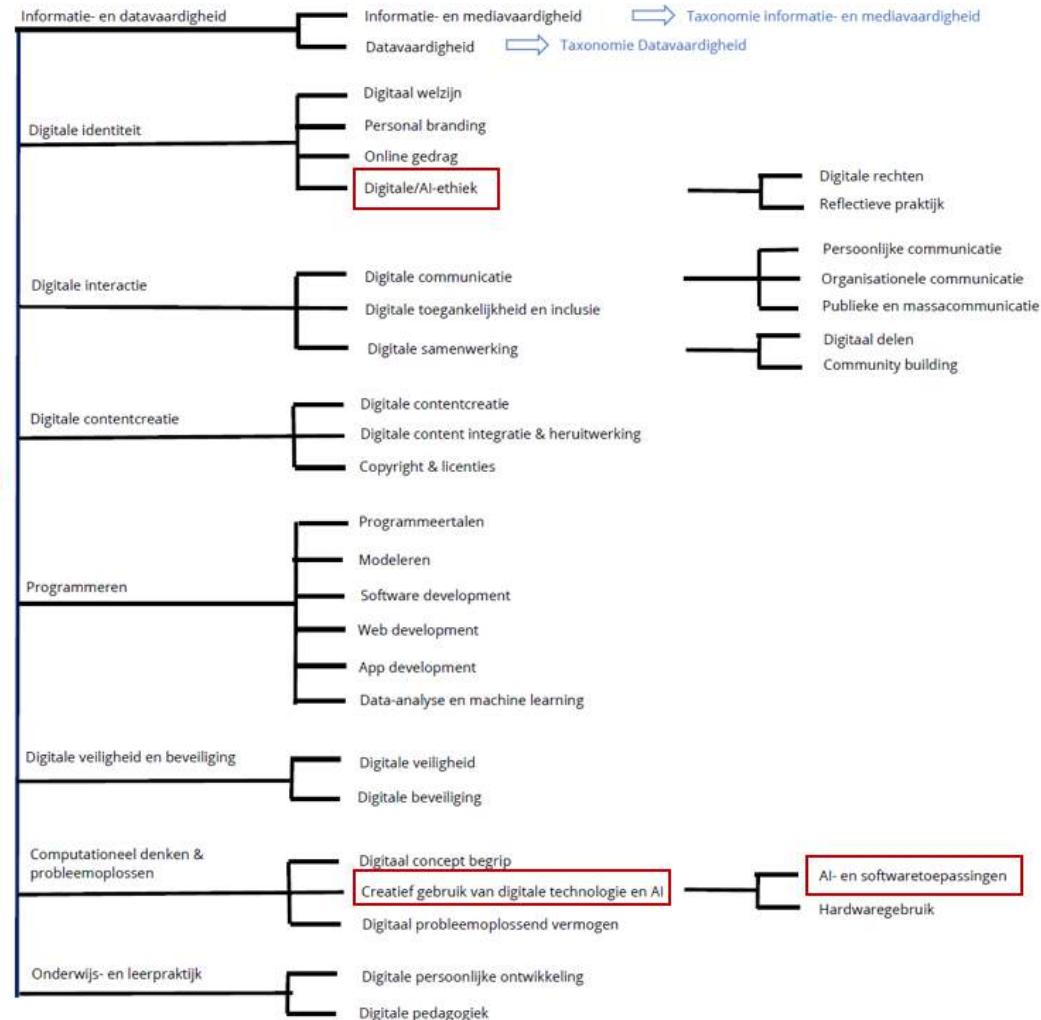 Informatie- en datavaardigheid
Informatie- en mediavaardigheid
Taxonomie informatie- en mediavaardigheid
Datavaardigheid
Taxonomie Datavaardigheid
Digitale identiteit
Digitaal welzijn
Personal branding
Online gedrag
Digitale/AI-ethiek
Digitale rechten
Reflectieve praktijk
Digitale interactie
Digitale communicatie
Persoonlijke communicatie
Organisationele communicatie
Publieke en massacommunicatie
Digitale toegankelijkheid en inclusie
Digitale samenwerking
Digitaal delen
Community building
Digitale contentcreatie
Digitale contentcreatie
Digitale content integratie & heruitwerking
Copyright & licenties
Programmeren
Programmeertalen
Modeleren
Software development
Web development
App development
Data-analyse en machine learning
Digitale veiligheid en beveiliging
Digitale veiligheid
Digitale beveiliging
Computationeel denken &
probleemoplossen
Digitaal concept begrip
Creatief gebruik van digitale technologie en AI
AI- en softwaretoepassingen
Hardwaregebruik
Digitaal probleemoplossend vermogen
Onderwijs- en leerpraktijk
Digitale persoonlijke ontwikkeling
Digitale pedagogiek